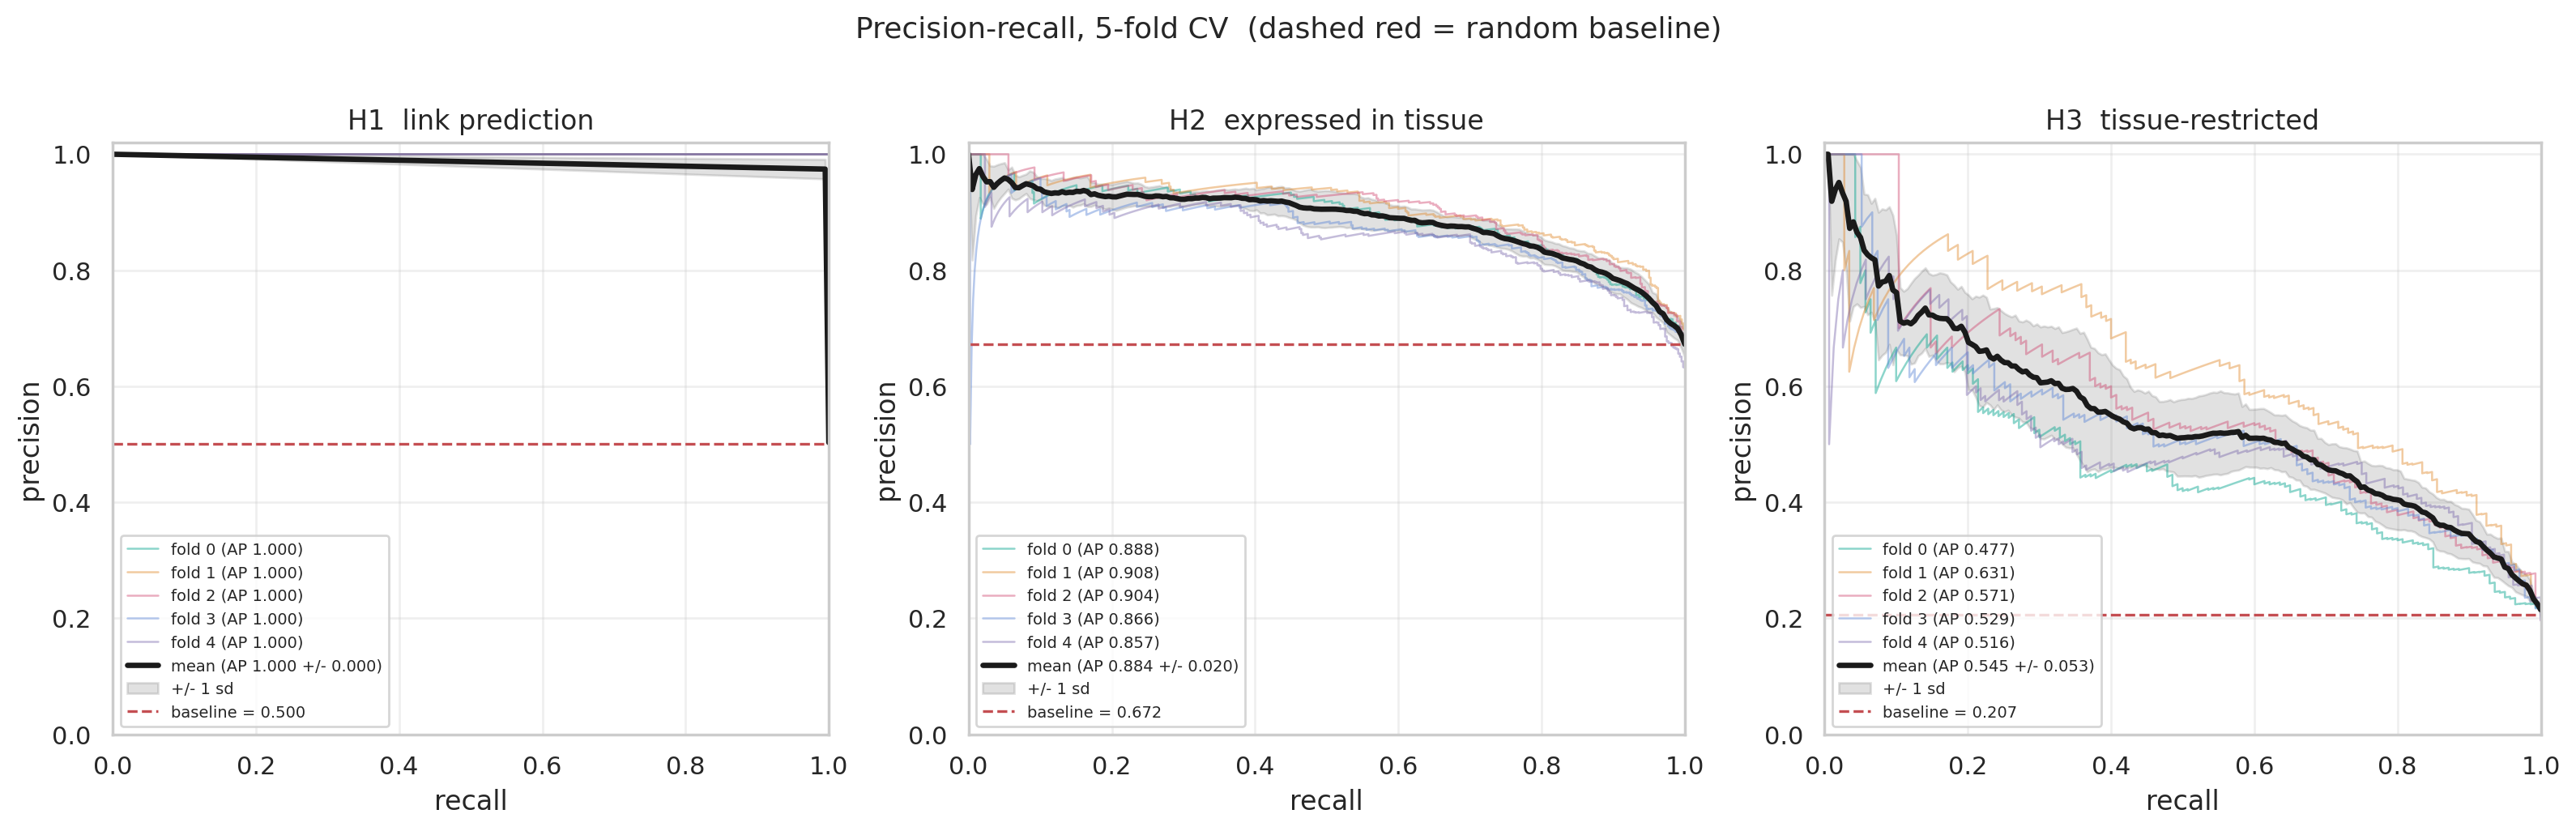 Precision-recall, 5-fold CV  (dashed red = random baseline)
H1  link prediction
precision
1.0
0.8
0.6
0.4
0.2
0.0
fold 0 (AP 1.000)
fold 1 (AP 1.000)
fold 2 (AP 1.000)
fold 3 (AP 1.000)
fold 4 (AP 1.000)
mean (AP 1.000 +/- 0.000)
+/- 1 sd
baseline = 0.500
0.0 0.2 0.4 0.6 0.8 1.0
recall
H2  expressed in tissue
precision
1.0
0.8
0.6
0.4
0.2
0.0
fold 0 (AP 0.888)
fold 1 (AP 0.908)
fold 2 (AP 0.904)
fold 3 (AP 0.866)
fold 4 (AP 0.857)
mean (AP 0.884 +/- 0.020)
+/- 1 sd
baseline = 0.672
0.0 0.2 0.4 0.6 0.8 1.0
recall
H3  tissue-restricted
precision
1.0
0.8
0.6
0.4
0.2
0.0
fold 0 (AP 0.477)
fold 1 (AP 0.631)
fold 2 (AP 0.571)
fold 3 (AP 0.529)
fold 4 (AP 0.516)
mean (AP 0.545 +/- 0.053)
+/- 1 sd
baseline = 0.207
0.0 0.2 0.4 0.6 0.8 1.0
recall